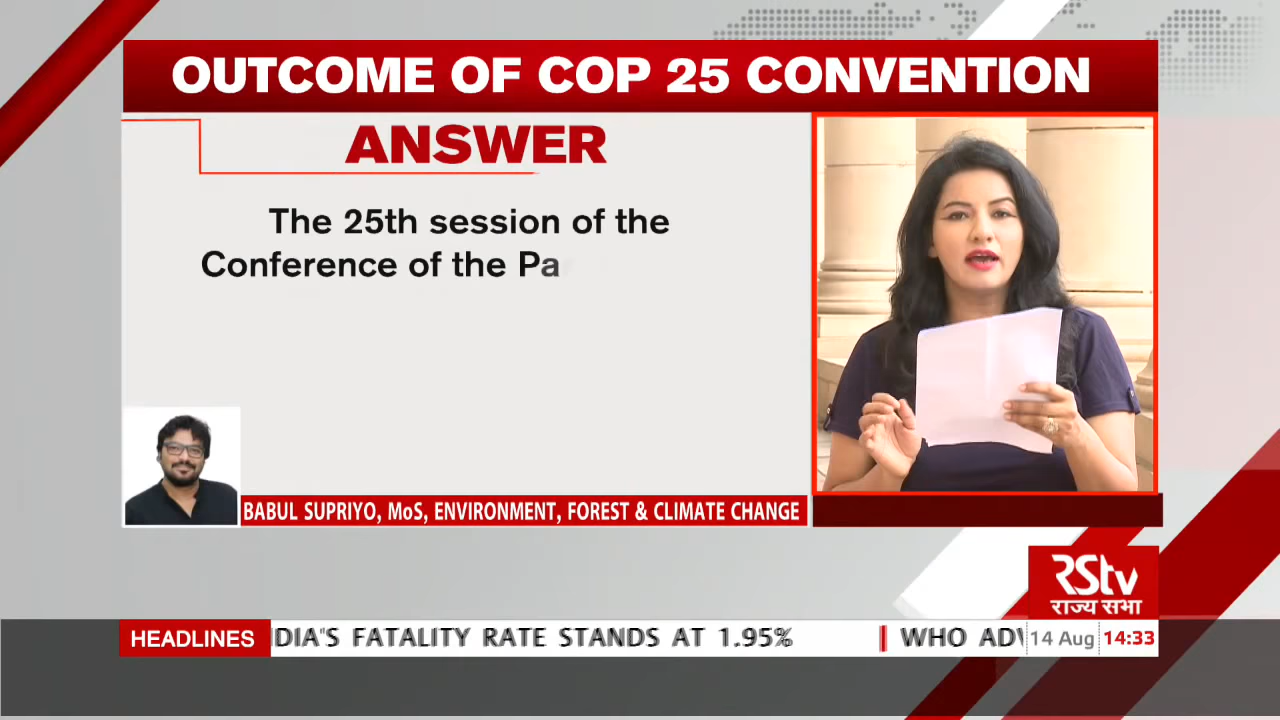 OUTCOME OF COP 25 CONVENTION
ANSWER
The 25th session of the
Conference of the Pa
BABUL SUPRIYO, MoS, ENVIRONMENT, FOREST & CLIMATE CHANGE
RSTV
राज्य सभा
HEADLINES DIA'S FATALITY RATE STANDS AT 1.95% | WHO ADV 14 Aug 14:33